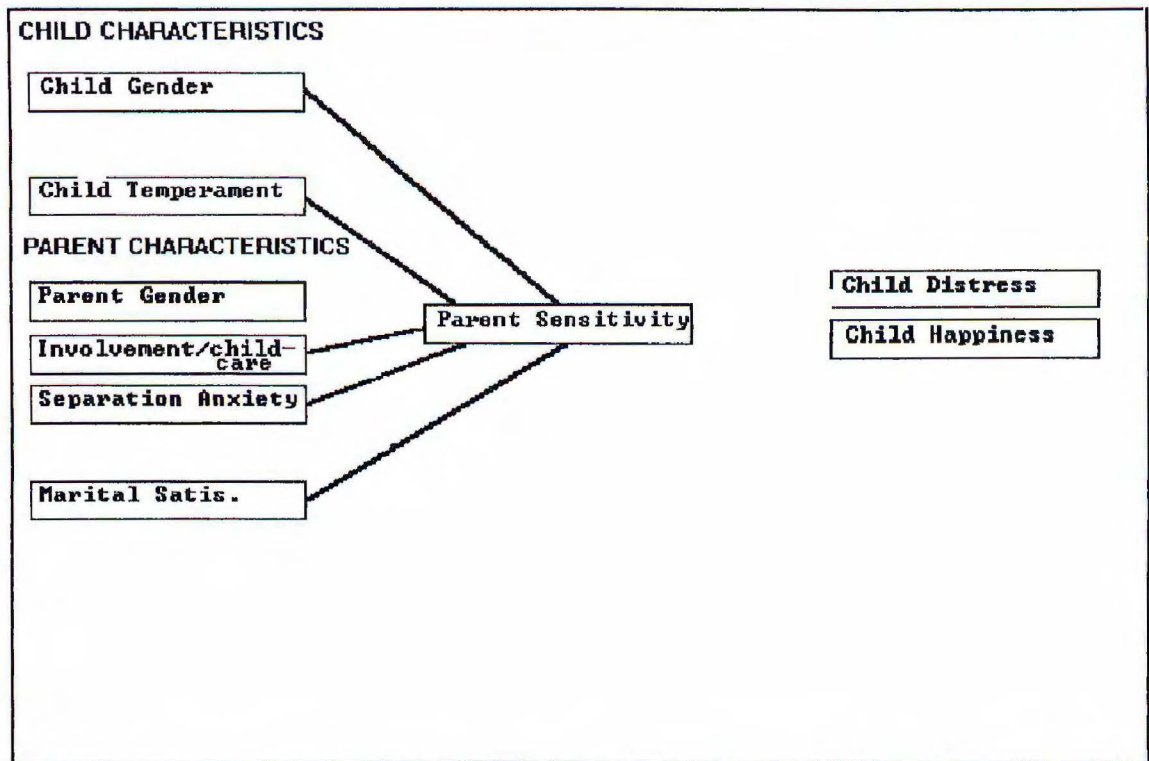 CHILD CHARACTERISTICS
Child Gender
Child Temperament
PARENT CHARACTERISTICS
Parent Gender
Involvement/child-
care
Separation Anxiety
Marital Satis.
Parent Sensitivity
Child Distress
Child Happiness